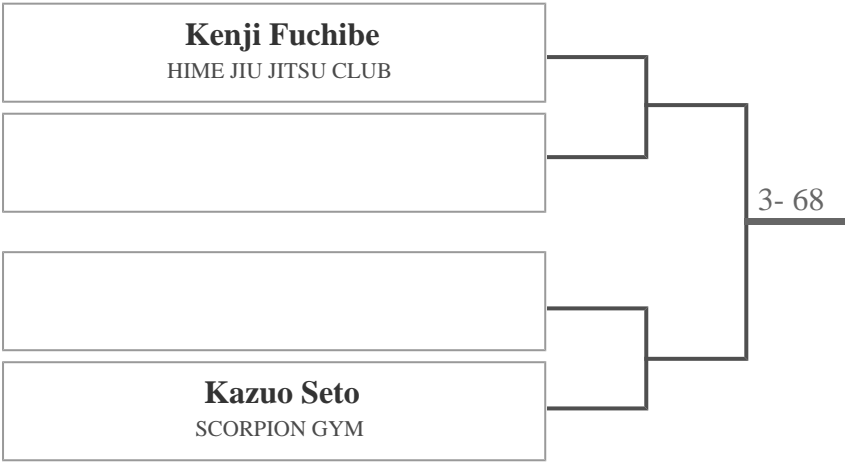 Kenji Fuchibe
HIME JIU JITSU CLUB
3- 68
Kazuo Seto
SCORPION GYM